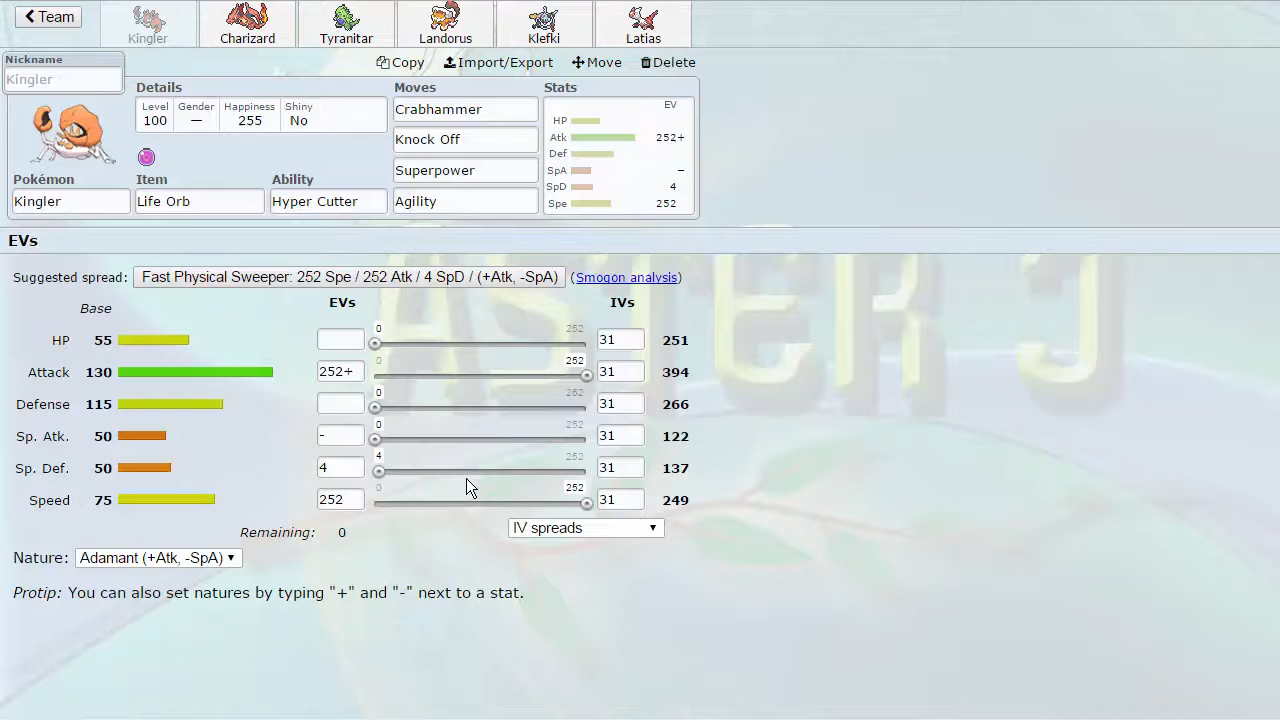 Team
Kingler
Charizard
Tyranitar
Landorus
Klefki
Latias
Copy Import/Export Move Delete
Nickname
Kingler
Details
Level Gender Happiness Shiny
100 — 255 No
Pokémon
Kingler
Item
Life Orb
Ability
Hyper Cutter
Moves
Crabhammer
Knock Off
Superpower
Agility
Stats
EV
HP
Atk 252+
Def
SpA –
SpD 4
Spe 252
EVs
Suggested spread: Fast Physical Sweeper: 252 Spe / 252 Atk / 4 SpD / (+Atk, -SpA) (Smogon analysis)
Base EVs IVs
HP 55 0 252 31 251
Attack 130 252+ 0 252 31 394
Defense 115 0 252 31 266
Sp. Atk. 50 - 0 252 31 122
Sp. Def. 50 4 4 252 31 137
Speed 75 252 0 252 31 249
Remaining: 0 IV spreads
Nature: Adamant (+Atk, -SpA)
Protip: You can also set natures by typing "+" and "-" next to a stat.
ASTER J